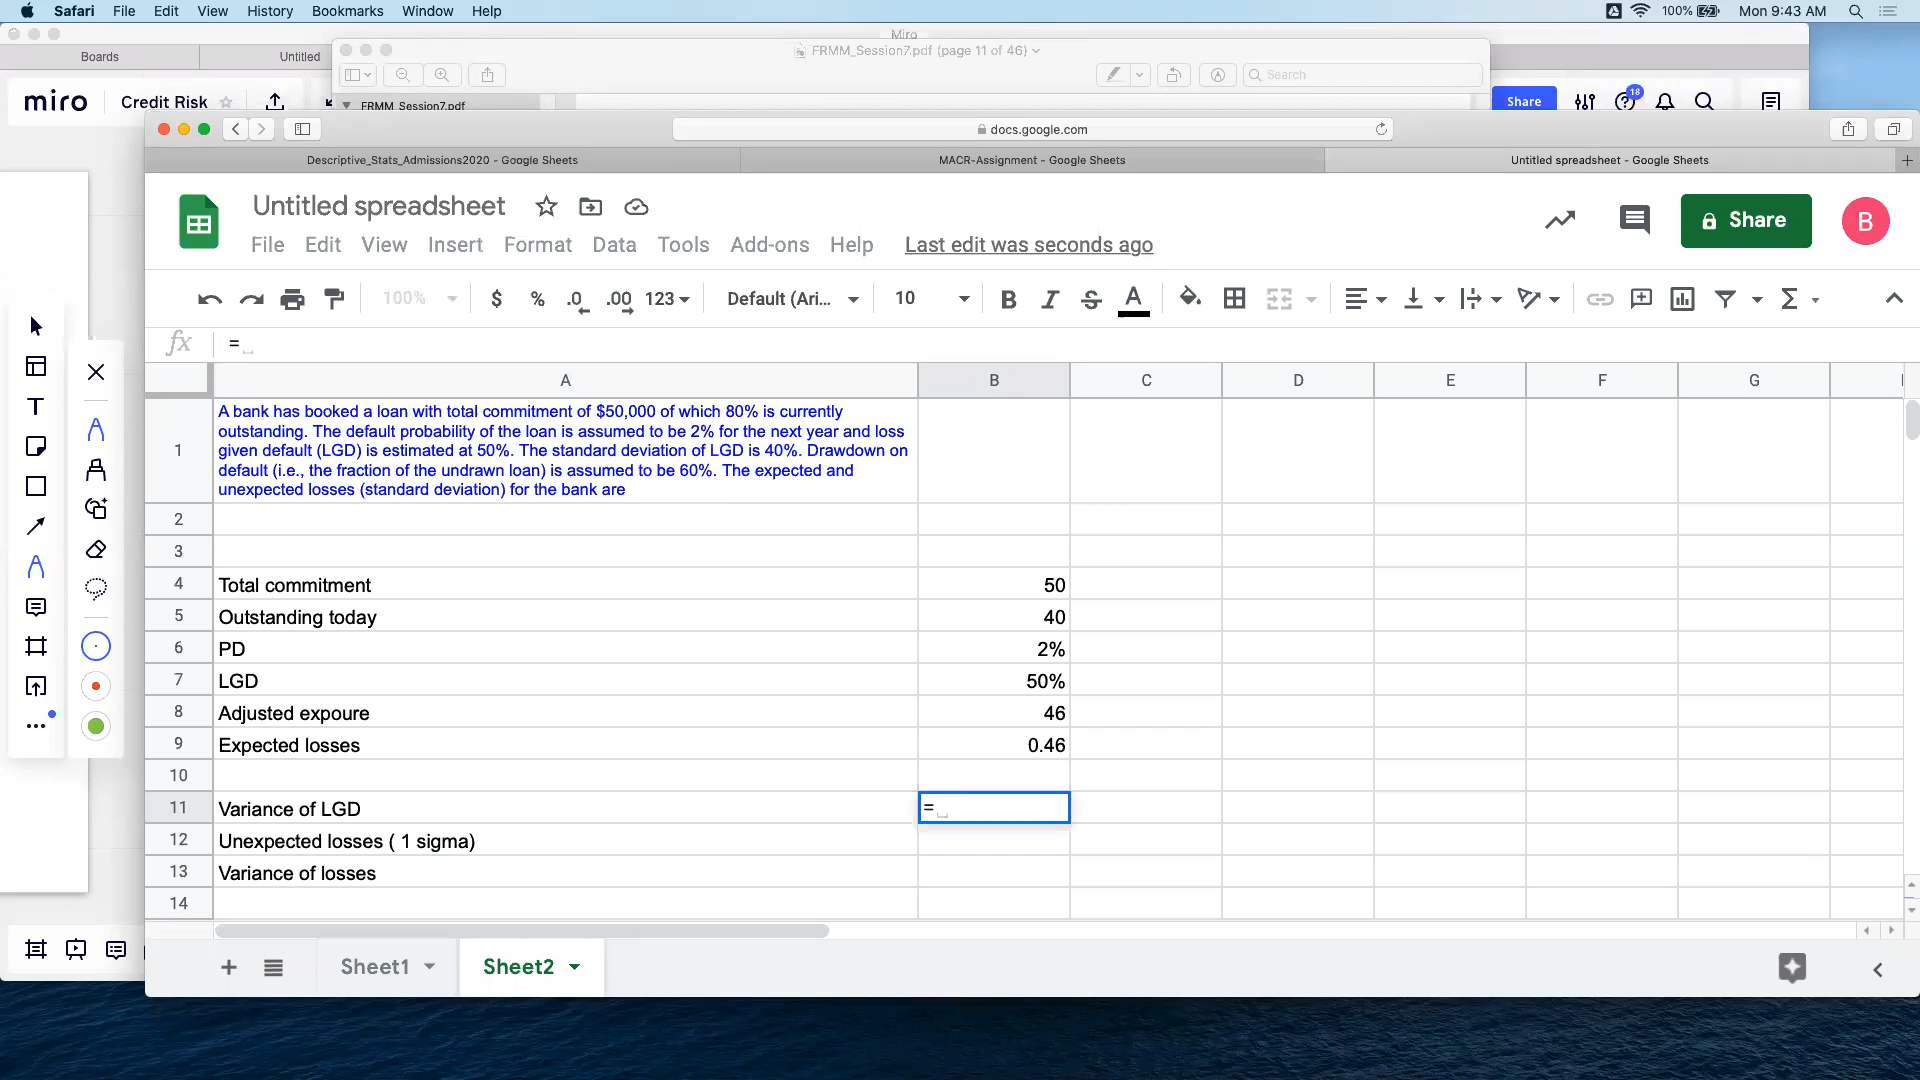 Safari File Edit View History Bookmarks Window Help 100% Mon 9:43 AM
Miro
Boards Untitled
FRMM_Session7.pdf (page 11 of 46)
Search
miro Credit Risk FRMM_Session7.pdf Share 18
docs.google.com
Descriptive_Stats_Admissions2020 - Google Sheets MACR-Assignment - Google Sheets Untitled spreadsheet - Google Sheets
Untitled spreadsheet
Share B
File Edit View Insert Format Data Tools Add-ons Help Last edit was seconds ago
100% $ % .0 .00 123 Default (Ari... 10 B I S A
fx =
A B C D E F G
1 A bank has booked a loan with total commitment of $50,000 of which 80% is currently
outstanding. The default probability of the loan is assumed to be 2% for the next year and loss
given default (LGD) is estimated at 50%. The standard deviation of LGD is 40%. Drawdown on
default (i.e., the fraction of the undrawn loan) is assumed to be 60%. The expected and
unexpected losses (standard deviation) for the bank are
2
3
4 Total commitment 50
5 Outstanding today 40
6 PD 2%
7 LGD 50%
8 Adjusted expoure 46
9 Expected losses 0.46
10
11 Variance of LGD =
12 Unexpected losses ( 1 sigma)
13 Variance of losses
14
Sheet1 Sheet2